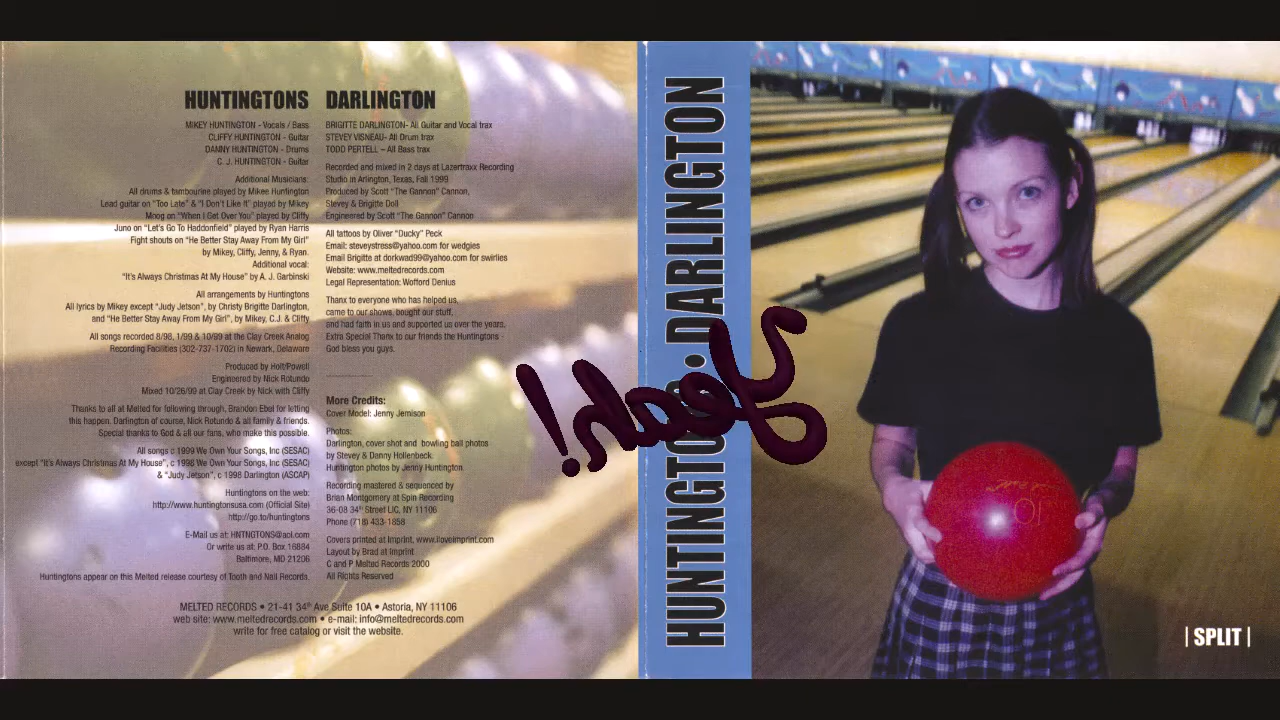 HUNTINGTONS
MIKEY HUNTINGTON - Vocals / Bass
CLIFFY HUNTINGTON - Guitar
DANNY HUNTINGTON - Drums
C. J. HUNTINGTON - Guitar
Additional Musicians:
All drums & tambourine played by Mikee Huntington
Lead guitar on "Too Late" & "I Don't Like It" played by Mikey
Moog on "When I Get Over You" played by Cliffy
Juno on "Let's Go To Haddonfield" played by Ryan Harris
Fight shouts on "He Better Stay Away From My Girl"
by Mikey, Cliffy, Jenny, & Ryan.
Additional vocal:
"It's Always Christmas At My House" by A. J. Garbinski
All arrangements by Huntingtons
All lyrics by Mikey except "Judy Jetson", by Christy Brigitte Darlington,
and "He Better Stay Away From My Girl", by Mikey, C.J. & Cliffy
All songs recorded 8/98, 1/99 & 10/99 at the Clay Creek Analog
Recording Facilities (302-737-1702) in Newark, Delaware
Produced by Holt/Powell
Engineered by Nick Rotundo
Mixed 10/26/99 at Clay Creek by Nick with Cliffy
Thanks to all at Melted for following through, Brandon Ebel for letting
this happen, Darlington of course, Nick Rotundo & all family & friends.
Special thanks to God & all our fans, who make this possible.
All songs c 1999 We Own Your Songs, Inc (SESAC)
except "It's Always Christmas At My House", c 1998 We Own Your Songs, Inc (SESAC)
& "Judy Jetson", c 1998 Darlington (ASCAP)
Huntingtons on the web:
http://www.huntingtonsusa.com (Official Site)
http://go.to/huntingtons
E-Mail us at: HNTNGTONS@aol.com
Or write us at: P.O. Box 16884
Baltimore, MD 21206
Huntingtons appear on this Melted release courtesy of Tooth and Nail Records.
DARLINGTON
BRIGITTE DARLINGTON- All Guitar and Vocal trax
STEVEY VISNEAU- All Drum trax
TODD PERTELL – All Bass trax
Recorded and mixed in 2 days at Lazertraxx Recording
Studio in Arlington, Texas, Fall 1999
Produced by Scott "The Gannon" Cannon,
Stevey & Brigitte Doll
Engineered by Scott "The Gannon" Cannon
All tattoos by Oliver "Ducky" Peck
Email: steveystress@yahoo.com for wedgies
Email Brigitte at dorkwad99@yahoo.com for swirlies
Website: www.meltedrecords.com
Legal Representation: Wofford Denius
Thanx to everyone who has helped us,
came to our shows, bought our stuff,
and had faith in us and supported us over the years.
Extra Special Thanx to our friends the Huntingtons -
God bless you guys.
More Credits:
Cover Model: Jenny Jemison
Photos:
Darlington, cover shot and bowling ball photos
by Stevey & Danny Hollenbeck.
Huntington photos by Jenny Huntington.
Recording mastered & sequenced by
Brian Montgomery at Spin Recording
36-08 34th Street LIC, NY 11106
Phone (718) 433-1858
Covers printed at Imprint, www.iloveimprint.com
Layout by Brad at Imprint
C and P Melted Records 2000
All Rights Reserved
MELTED RECORDS • 21-41 34th Ave Suite 10A • Astoria, NY 11106
web site: www.meltedrecords.com • e-mail: info@meltedrecords.com
write for free catalog or visit the website.
HUNTINGTONS • DARLINGTON
Yeah!
10
| SPLIT |